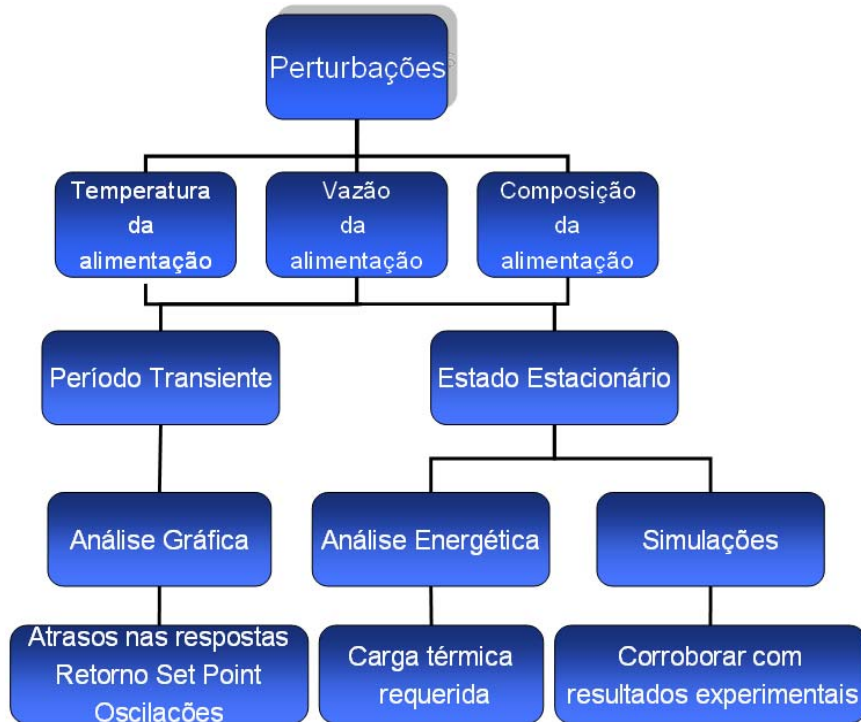 Perturbações
Temperatura
da
alimentação
Vazão
da
alimentação
Composição
da
alimentação
Período Transiente
Estado Estacionário
Análise Gráfica
Análise Energética
Simulações
Atrasos nas respostas
Retorno Set Point
Oscilações
Carga térmica
requerida
Corroborar com
resultados experimentais